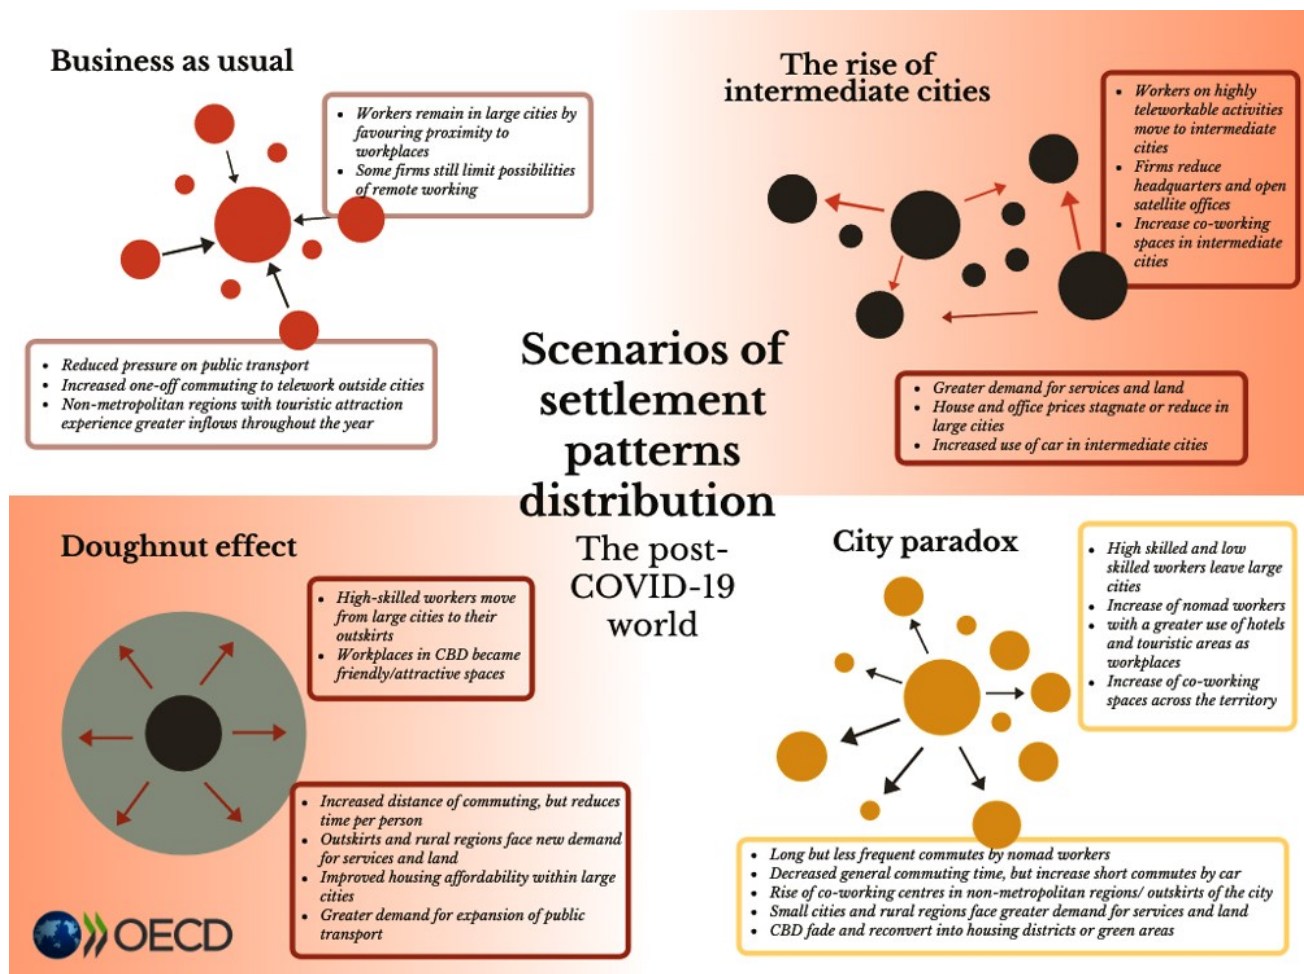 Business as usual
• Workers remain in large cities by
favouring proximity to
workplaces
• Some firms still limit possibilities
of remote working
• Reduced pressure on public transport
• Increased one-off commuting to telework outside cities
• Non-metropolitan regions with touristic attraction
experience greater inflows throughout the year
The rise of
intermediate cities
• Workers on highly
teleworkable activities
move to intermediate
cities
• Firms reduce
headquarters and open
satellite offices
• Increase co-working
spaces in intermediate
cities
• Greater demand for services and land
• House and office prices stagnate or reduce in
large cities
• Increased use of car in intermediate cities
Scenarios of
settlement
patterns
distribution
The post-
COVID-19
world
Doughnut effect
• High-skilled workers move
from large cities to their
outskirts
• Workplaces in CBD became
friendly/attractive spaces
• Increased distance of commuting, but reduces
time per person
• Outskirts and rural regions face new demand
for services and land
• Improved housing affordability within large
cities
• Greater demand for expansion of public
transport
OECD
City paradox
• High skilled and low
skilled workers leave large
cities
• Increase of nomad workers
• with a greater use of hotels
and touristic areas as
workplaces
• Increase of co-working
spaces across the territory
• Long but less frequent commutes by nomad workers
• Decreased general commuting time, but increase short commutes by car
• Rise of co-working centres in non-metropolitan regions/ outskirts of the city
• Small cities and rural regions face greater demand for services and land
• CBD fade and reconvert into housing districts or green areas